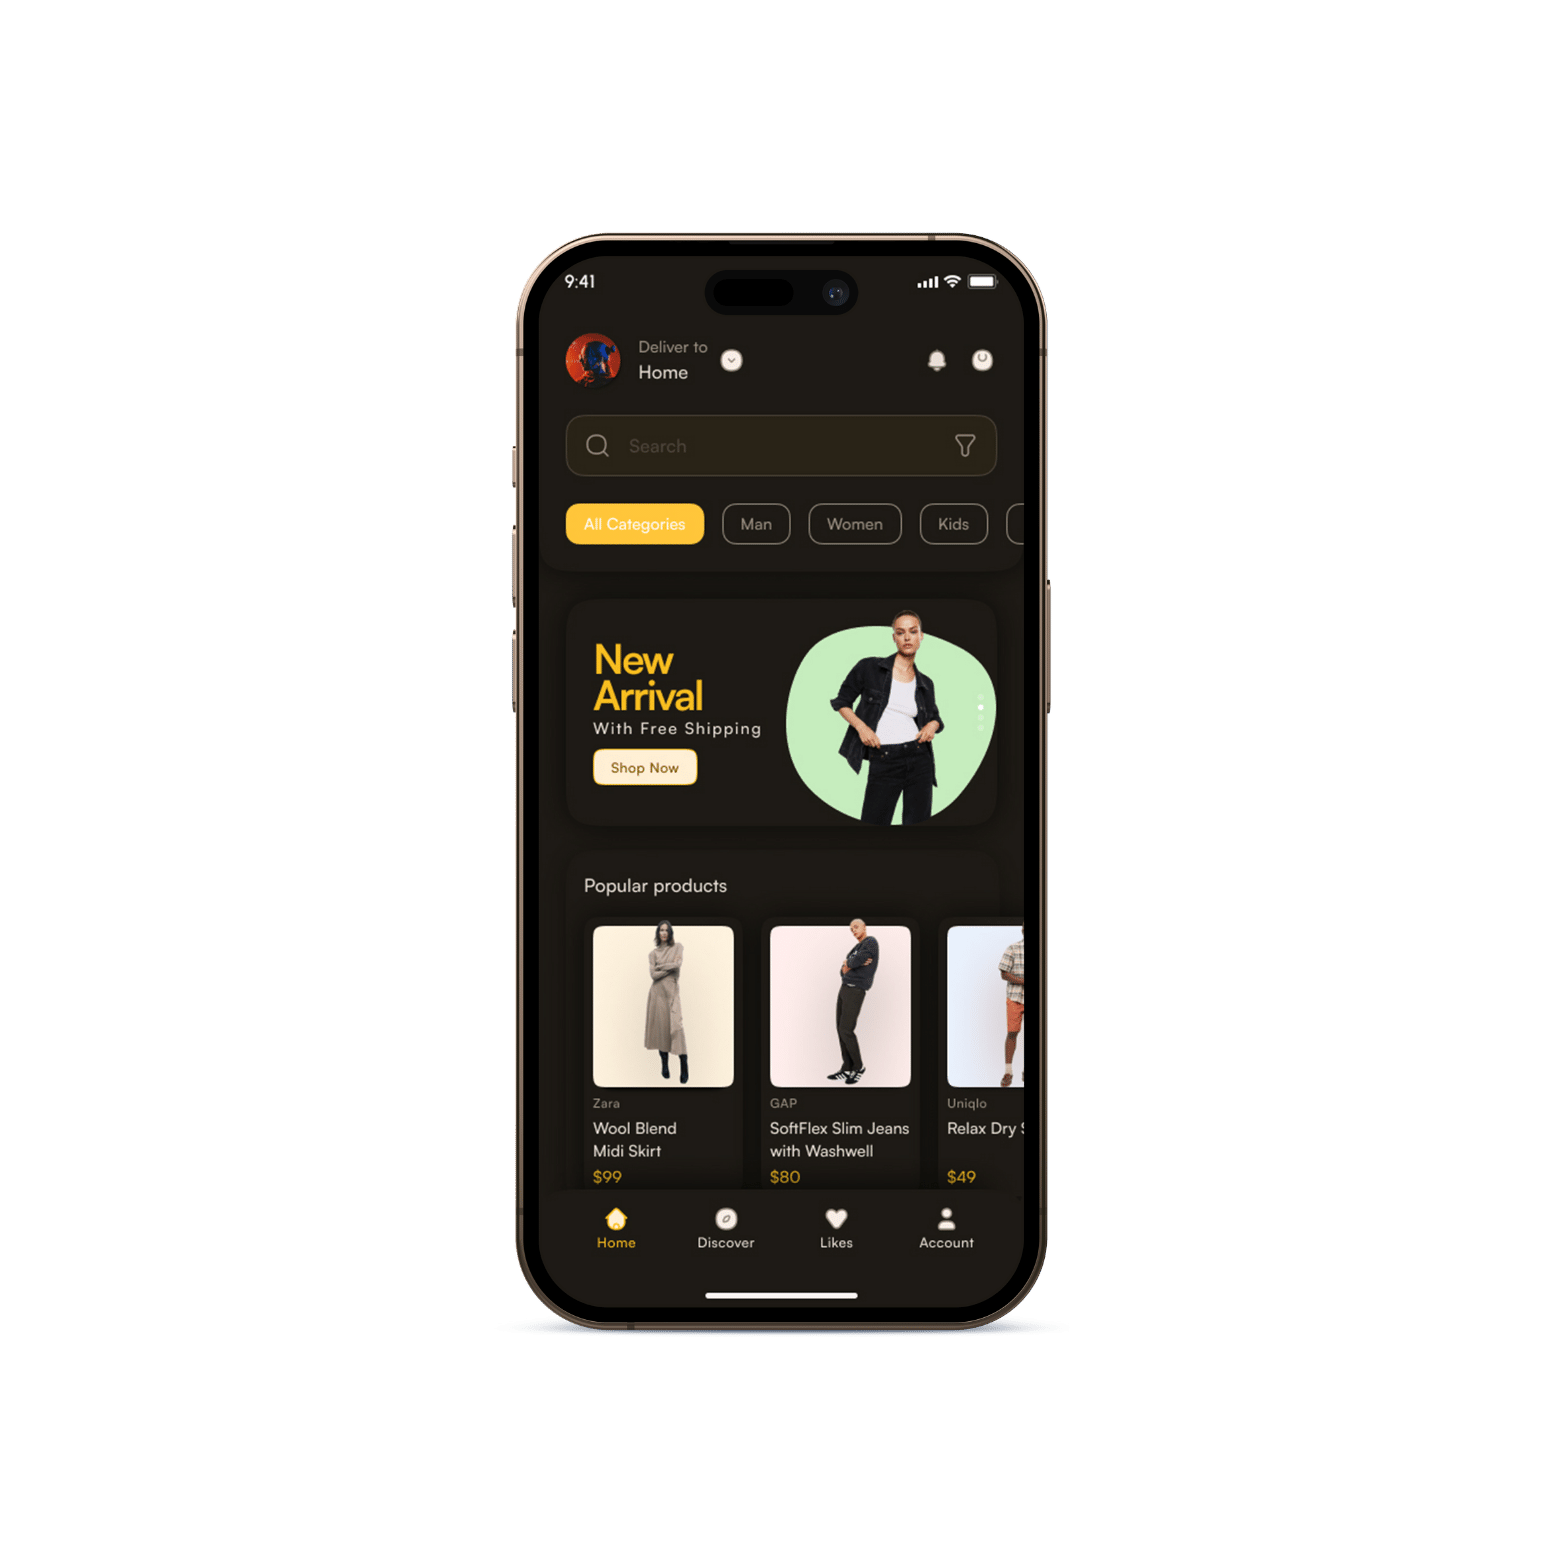 9:41
Deliver to
Home
Search
All Categories
Man
Women
Kids
New
Arrival
With Free Shipping
Shop Now
Popular products
Zara
Wool Blend
Midi Skirt
$99
GAP
SoftFlex Slim Jeans
with Washwell
$80
Uniqlo
Relax Dry
$49
Home
Discover
Likes
Account